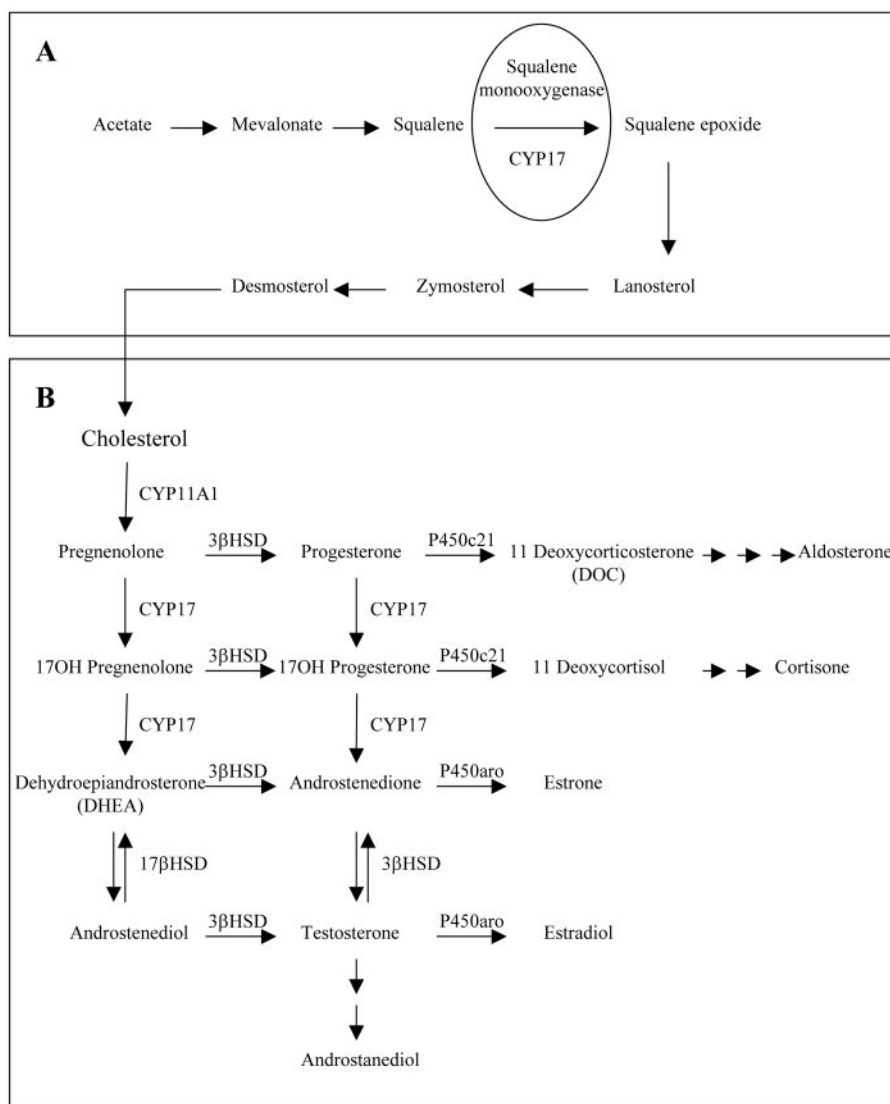 A
Squalene
monooxygenase
Acetate Mevalonate Squalene Squalene epoxide
CYP17
Desmosterol Zymosterol Lanosterol
B
Cholesterol
CYP11A1
3βHSD P450c21
Pregnenolone Progesterone 11 Deoxycorticosterone Aldosterone
(DOC)
CYP17 CYP17
3βHSD P450c21
17OH Pregnenolone 17OH Progesterone 11 Deoxycortisol Cortisone
CYP17 CYP17
3βHSD P450aro
Dehydroepiandrosterone Androstenedione Estrone
(DHEA)
17βHSD 3βHSD
3βHSD P450aro
Androstenediol Testosterone Estradiol
Androstanediol